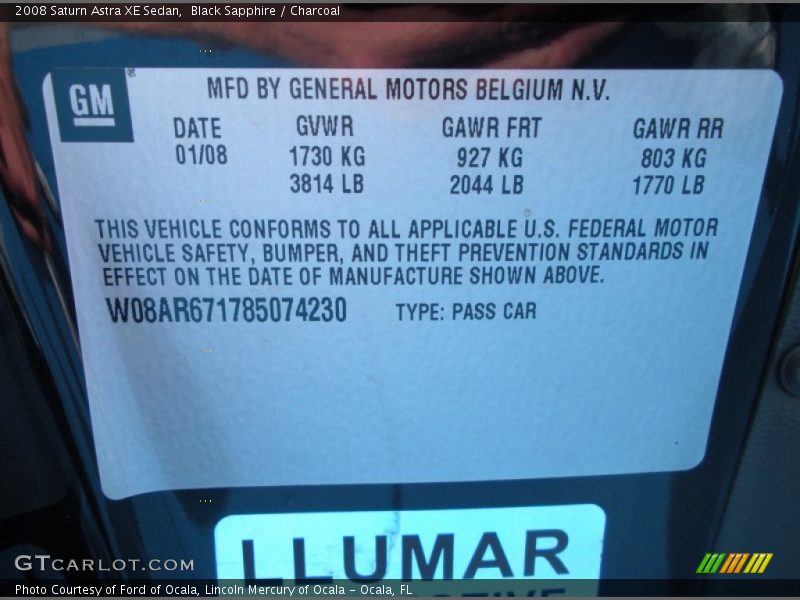 2008 Saturn Astra XE Sedan, Black Sapphire / Charcoal
GM
MFD BY GENERAL MOTORS BELGIUM N.V.
DATE GVWR GAWR FRT GAWR RR
01/08 1730 KG 927 KG 803 KG
3814 LB 2044 LB 1770 LB
THIS VEHICLE CONFORMS TO ALL APPLICABLE U.S. FEDERAL MOTOR
VEHICLE SAFETY, BUMPER, AND THEFT PREVENTION STANDARDS IN
EFFECT ON THE DATE OF MANUFACTURE SHOWN ABOVE.
W08AR671785074230 TYPE: PASS CAR
LLUMAR
GTCARLOT.COM
Photo Courtesy of Ford of Ocala, Lincoln Mercury of Ocala - Ocala, FL